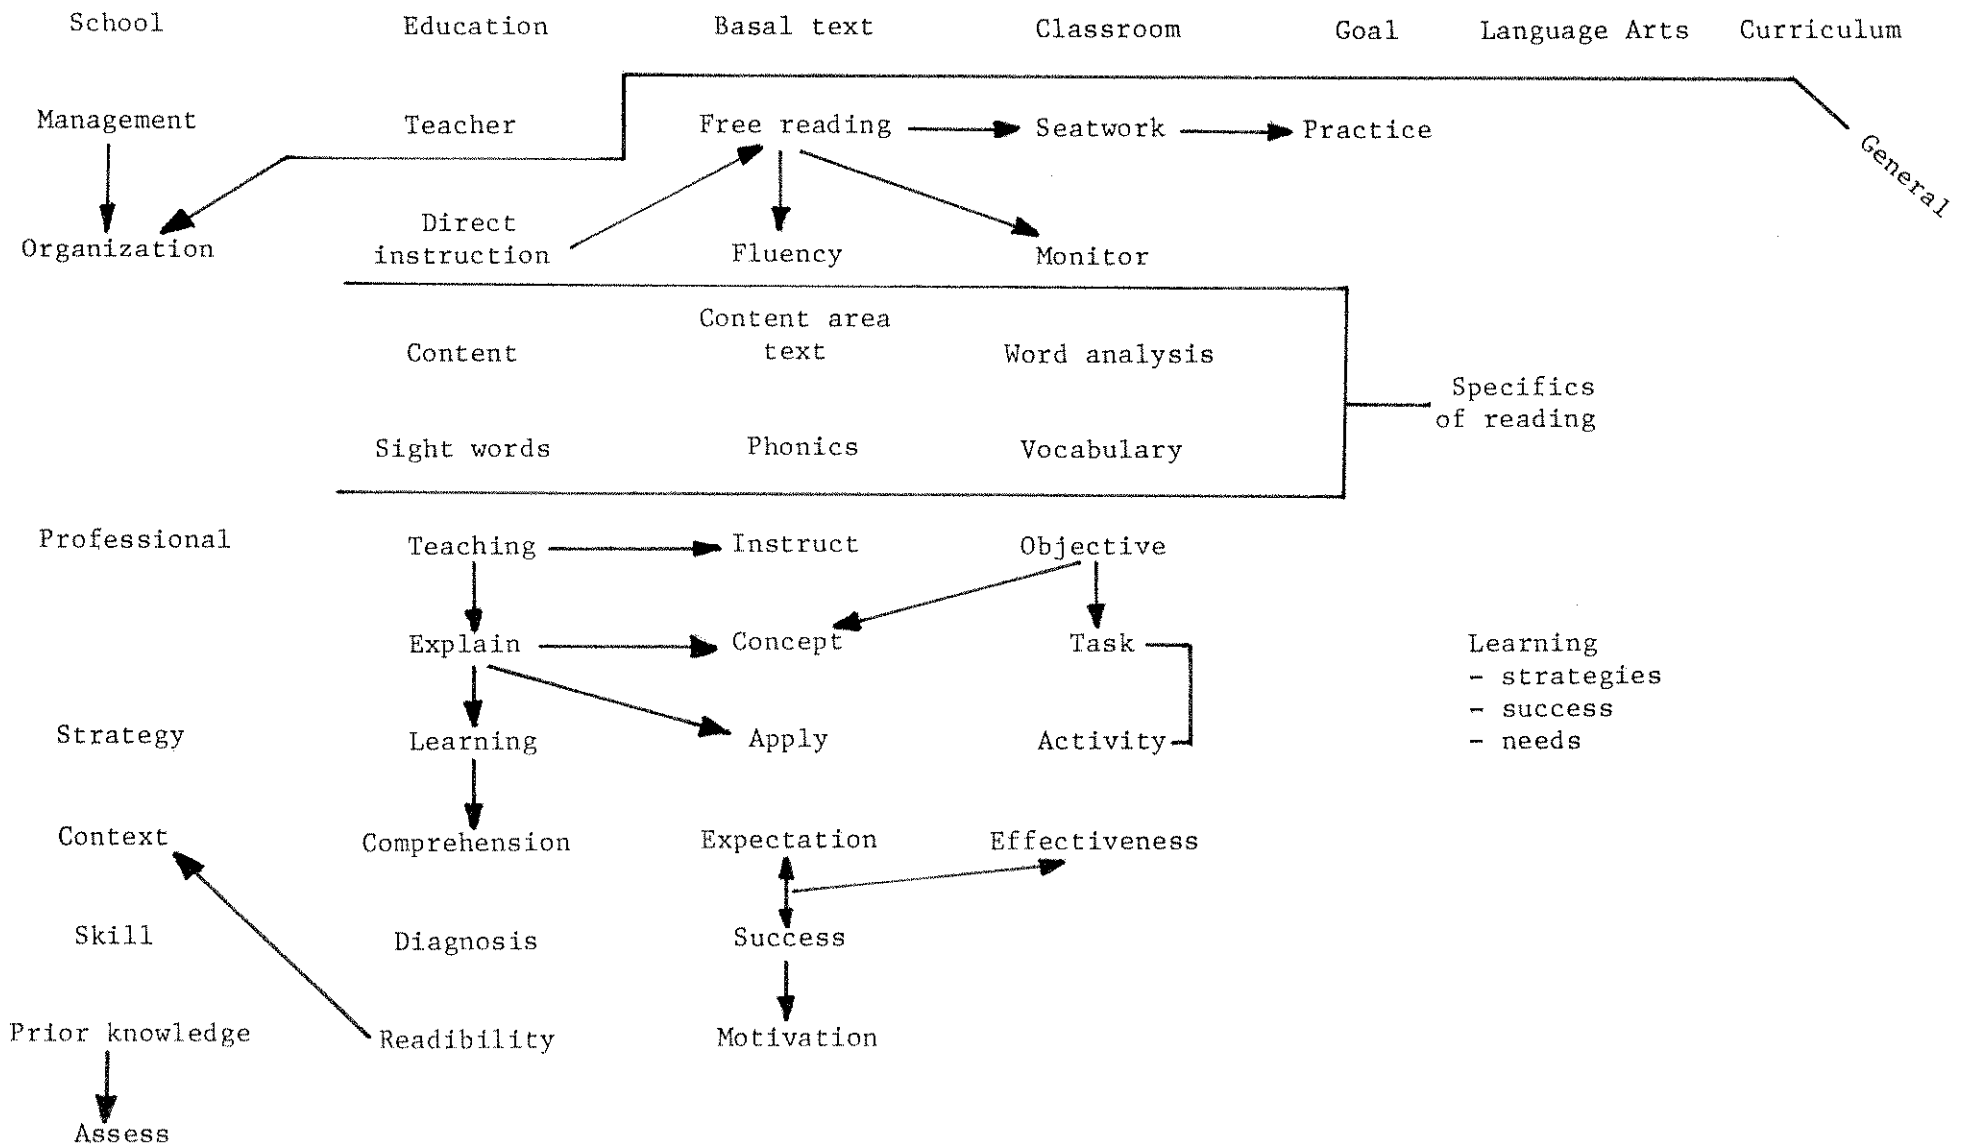 School Education Basal text Classroom Goal Language Arts Curriculum
Management Teacher Free reading Seatwork Practice
General
Organization Direct
instruction Fluency Monitor
Content Content area
text Word analysis
Specifics
of reading
Sight words Phonics Vocabulary
Professional Teaching Instruct Objective
Explain Concept Task Learning
- strategies
- success
- needs
Strategy Learning Apply Activity
Context Comprehension Expectation Effectiveness
Skill Diagnosis Success
Prior knowledge Readibility Motivation
Assess